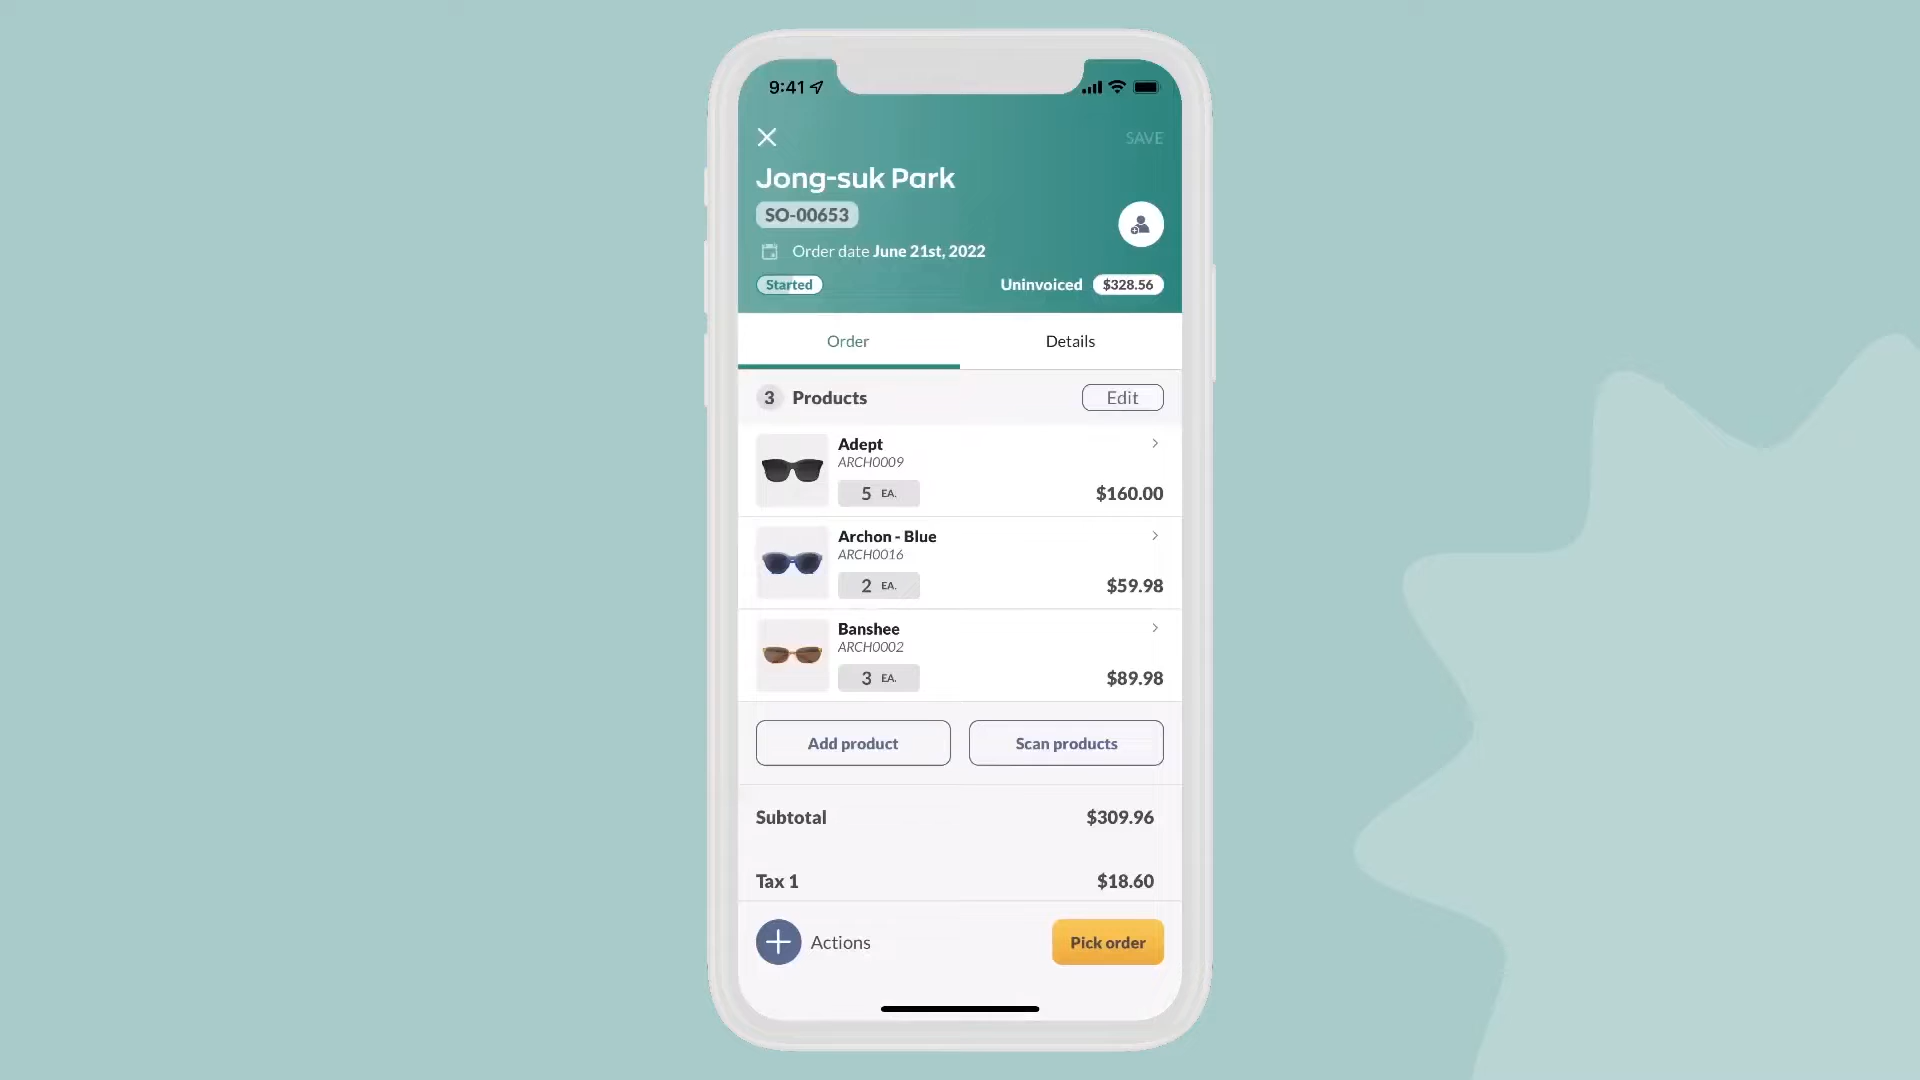 9:41
SAVE
Jong-suk Park
SO-00653
Order date June 21st, 2022
Started
Uninvoiced $328.56
Order
Details
3 Products
Edit
Adept
ARCH0009
5 EA.
$160.00
Archon - Blue
ARCH0016
2 EA.
$59.98
Banshee
ARCH0002
3 EA.
$89.98
Add product
Scan products
Subtotal
$309.96
Tax 1
$18.60
Actions
Pick order